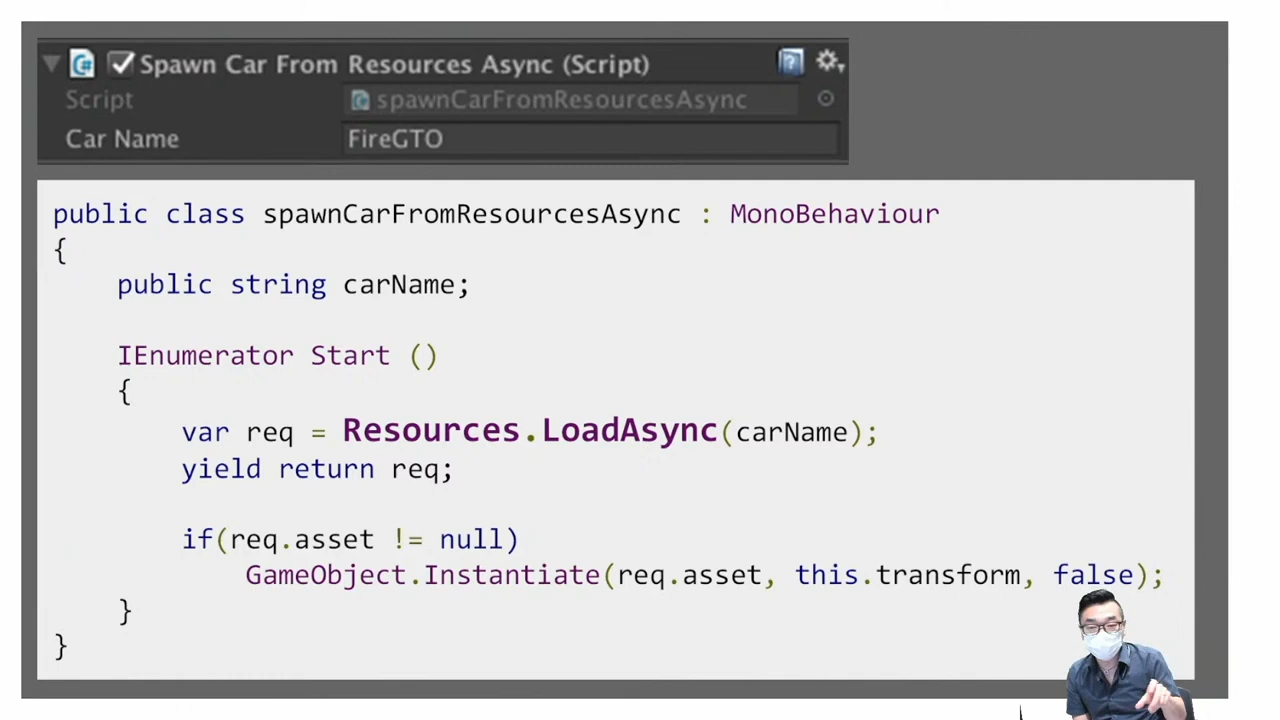 Spawn Car From Resources Async (Script)
Script spawnCarFromResourcesAsync
Car Name FireGTO
public class spawnCarFromResourcesAsync : MonoBehaviour
{
public string carName;
IEnumerator Start ()
{
var req = Resources.LoadAsync(carName);
yield return req;
if(req.asset != null)
GameObject.Instantiate(req.asset, this.transform, false);
}
}